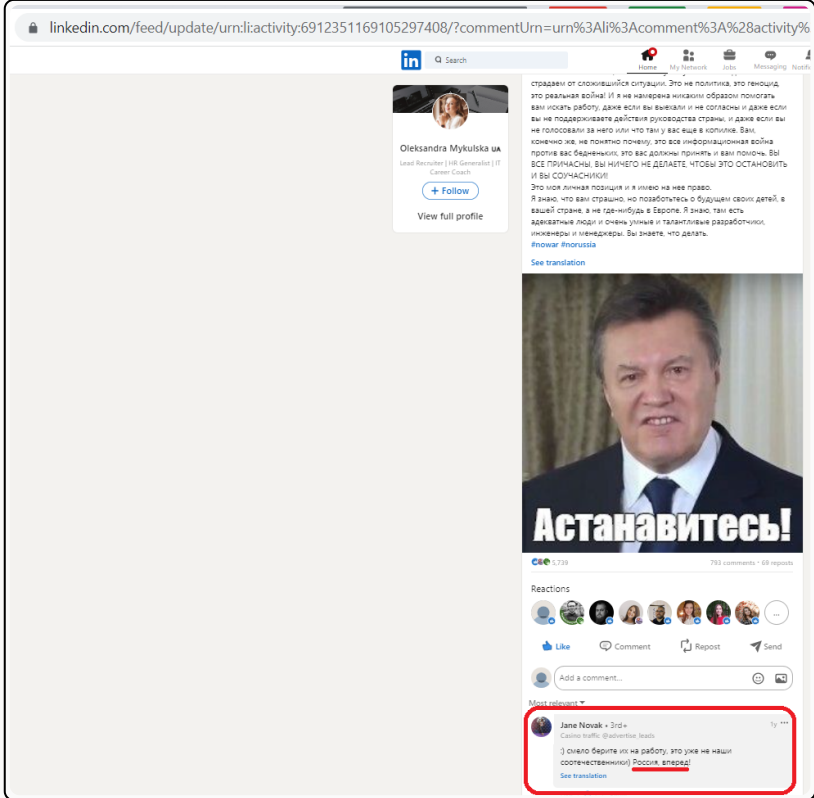 linkedin.com/feed/update/urn:li:activity:6912351169105297408/?commentUrn=urn%3Ali%3Acomment%3A%28activity%
in
Search
Home
My Network
Jobs
Messaging
Notifi
страдаем от сложившийся ситуации. Это не политика, это геноцид,
это реальная война! И я не намерена никаким образом помогать
вам искать работу, даже если вы выехали и не согласны и даже если
вы не поддерживаете действия руководства страны, и даже если вы
не голосовали за него или что там у вас еще в копилке. Вам,
конечно же, не понятно почему, это все информационная война
против вас бедненьких, это вас должны принять и вам помочь. ВЫ
ВСЕ ПРИЧАСНЫ, ВЫ НИЧЕГО НЕ ДЕЛАЕТЕ, ЧТОБЫ ЭТО ОСТАНОВИТЬ
И ВЫ СОУЧАСНИКИ!
Это моя личная позиция и я имею на нее право.
Я знаю, что вам страшно, но позаботьтесь о будущем своих детей, в
вашей стране, а не где-нибудь в Европе. Я знаю, там есть
адекватные люди и очень умные и талантливые разработчики,
инженеры и менеджеры. Вы знаете, что делать.
#nowar #norussia
See translation
Oleksandra Mykulska UA
Lead Recruiter | HR Generalist | IT
Career Coach
+ Follow
View full profile
Астанавитесь!
5,739
793 comments • 69 reposts
Reactions
...
Like
Comment
Repost
Send
Add a comment...
Most relevant
Jane Novak • 3rd+
1y
Casino traffic @advertise_leads
:) смело берите их на работу, это уже не наши
соотечественники) Россия, вперед!
See translation